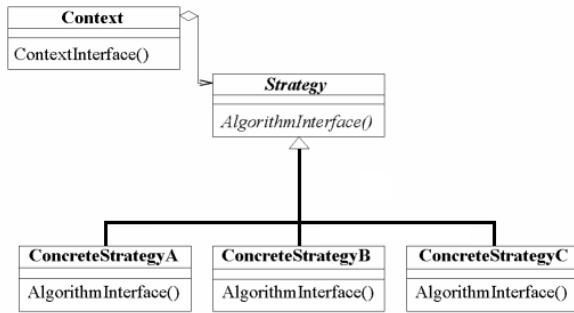 Context
ContextInterface()
Strategy
AlgorithmInterface()
ConcreteStrategyA
AlgorithmInterface()
ConcreteStrategyB
AlgorithmInterface()
ConcreteStrategyC
AlgorithmInterface()